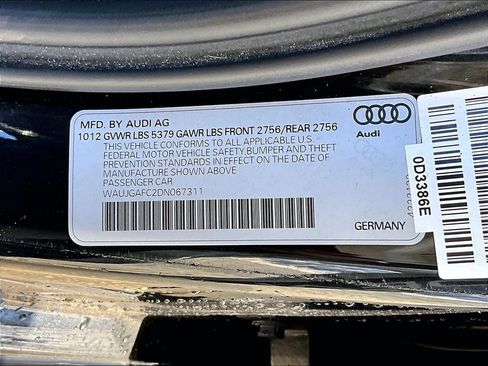 MFD. BY AUDI AG
1012 GVWR LBS 5379 GAWR LBS FRONT 2756/REAR 2756
THIS VEHICLE CONFORMS TO ALL APPLICABLE U.S.
FEDERAL MOTOR VEHICLE SAFETY BUMPER AND THEFT
PREVENTION STANDARDS IN EFFECT ON THE DATE OF
MANUFACTURE SHOWN ABOVE
PASSENGER CAR
WAUJGAFC2DN067311
Audi
GERMANY
0D3386E